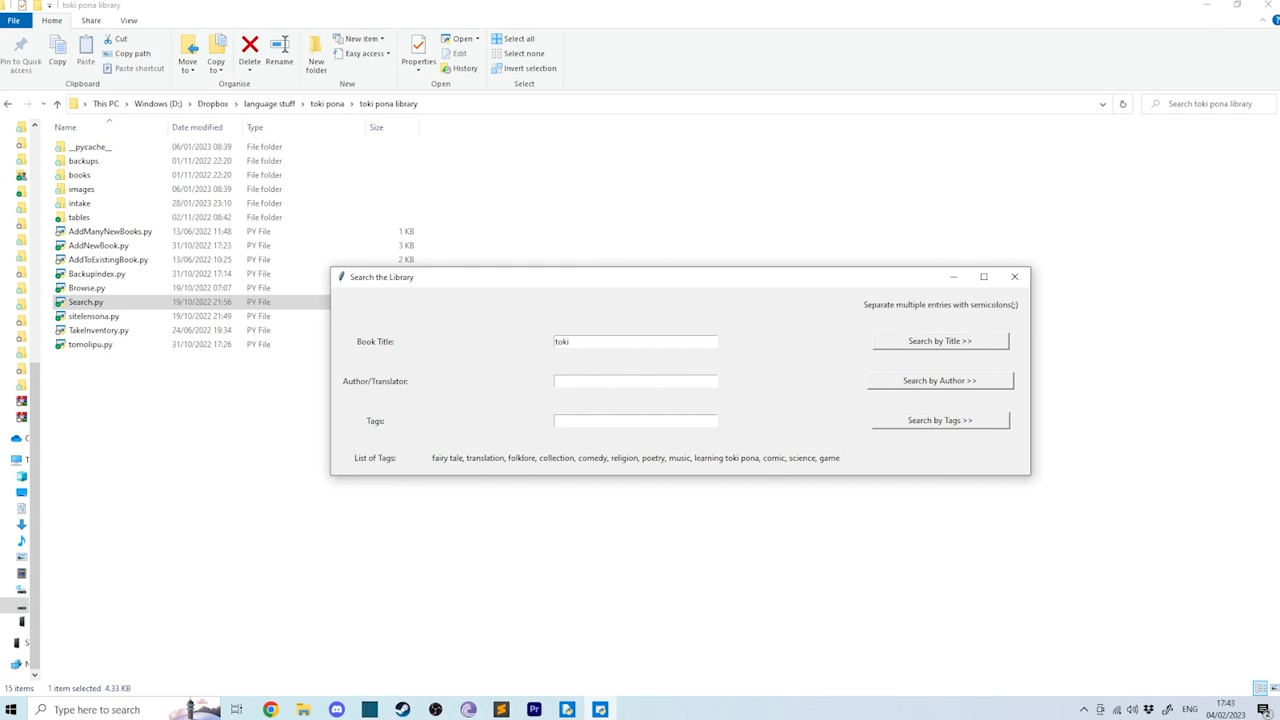 toki pona library
File Home Share View
Pin to Quick access
Copy
Paste
Cut
Copy path
Paste shortcut
Clipboard
Move to
Copy to
Delete
Rename
Organise
New folder
New item
Easy access
New
Properties
Open
Edit
History
Open
Select all
Select none
Invert selection
Select
This PC > Windows (D:) > Dropbox > language stuff > toki pona > toki pona library
Search toki pona library
Name Date modified Type Size
__pycache__ 06/01/2023 08:39 File folder
backups 01/11/2022 22:20 File folder
books 01/11/2022 22:20 File folder
images 06/01/2023 08:39 File folder
intake 28/01/2023 23:10 File folder
tables 02/11/2022 08:42 File folder
AddManyNewBooks.py 13/06/2022 11:48 PY File 1 KB
AddNewBook.py 31/10/2022 17:23 PY File 3 KB
AddToExistingBook.py 13/06/2022 10:25 PY File 2 KB
BackupIndex.py 31/10/2022 17:14 PY File
Browse.py 19/10/2022 07:07 PY File
Search.py 19/10/2022 21:56 PY File
sitelensona.py 19/10/2022 21:49 PY File
TakeInventory.py 24/06/2022 19:34 PY File
tomolipu.py 31/10/2022 17:26 PY File
Search the Library
Separate multiple entries with semicolons(;)
Book Title: toki Search by Title >>
Author/Translator: Search by Author >>
Tags: Search by Tags >>
List of Tags: fairy tale, translation, folklore, collection, comedy, religion, poetry, music, learning toki pona, comic, science, game
15 items 1 item selected 4.33 KB
Type here to search
ENG
17:43
04/02/2023